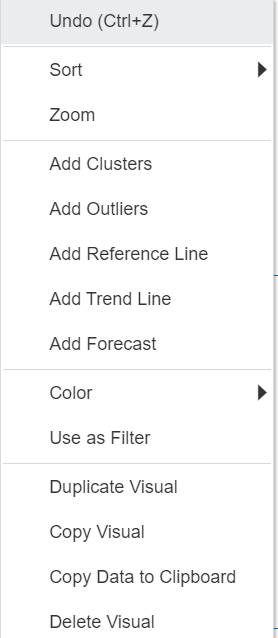 Undo (Ctrl+Z)
Sort
Zoom
Add Clusters
Add Outliers
Add Reference Line
Add Trend Line
Add Forecast
Color
Use as Filter
Duplicate Visual
Copy Visual
Copy Data to Clipboard
Delete Visual